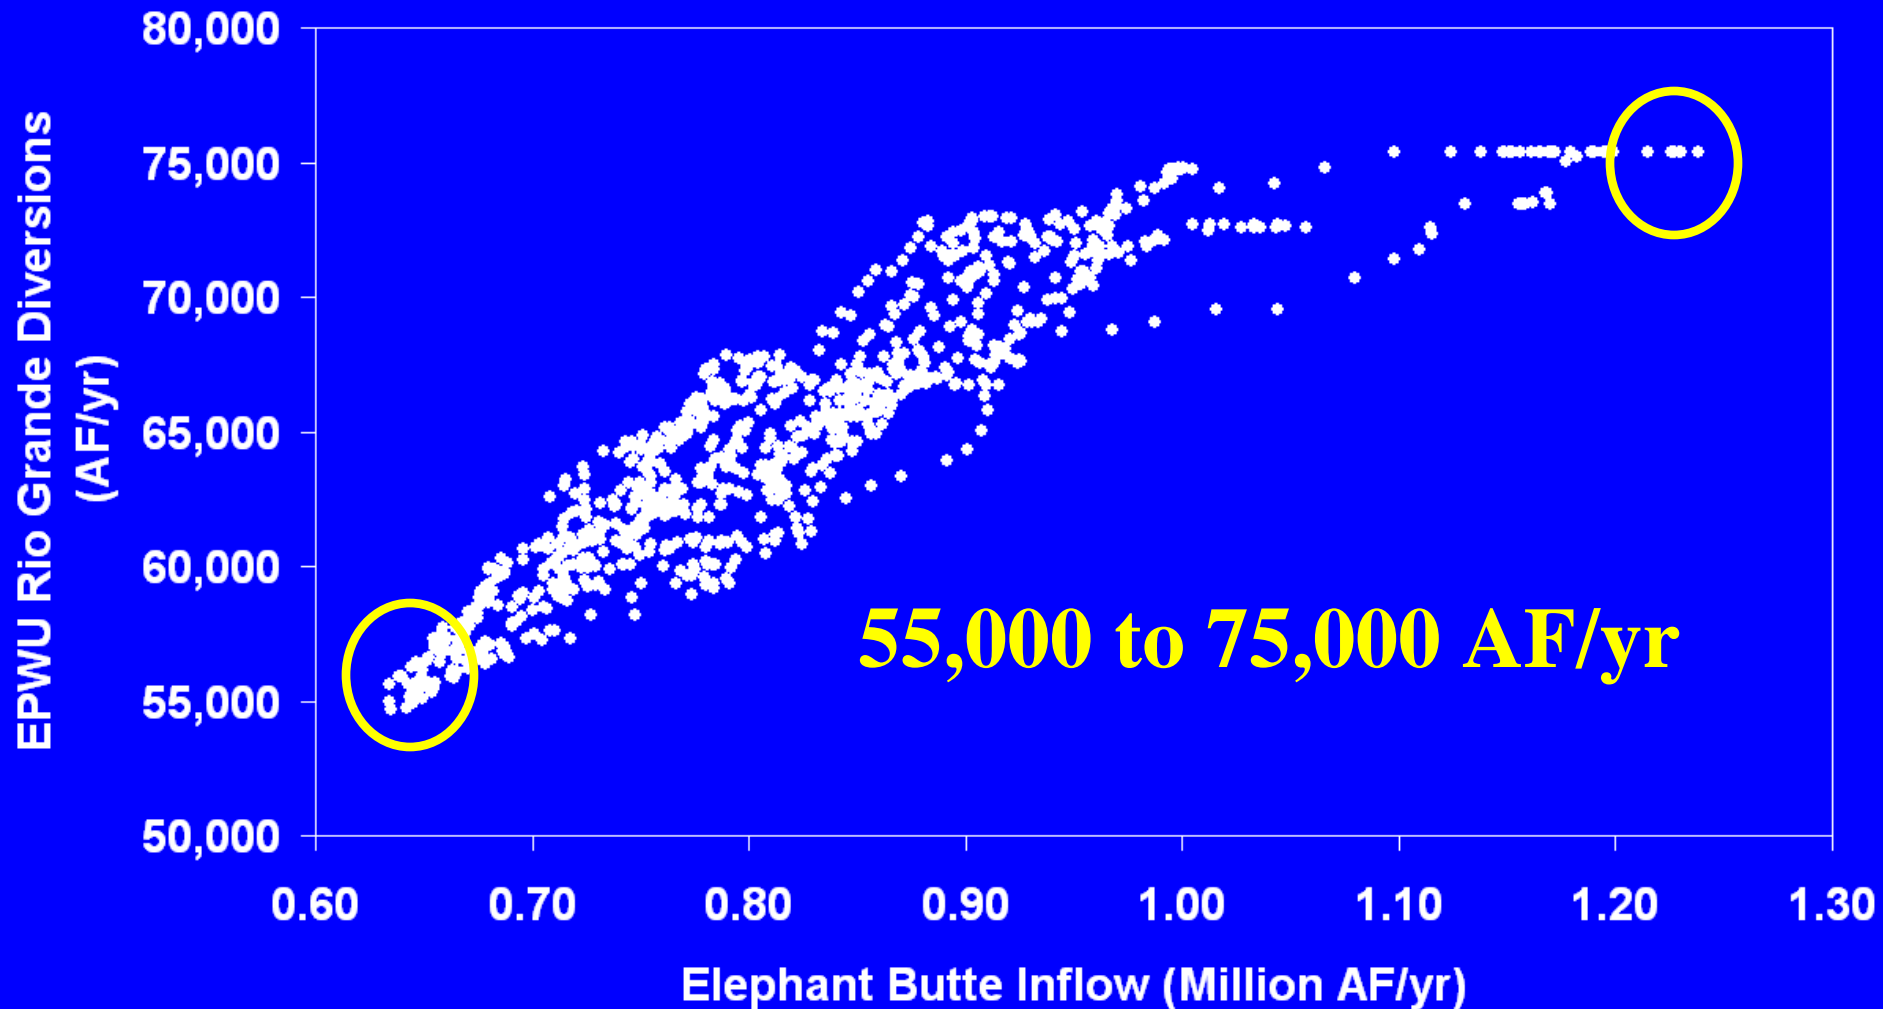 80,000
75,000
70,000
65,000
60,000
55,000
50,000
EPWU Rio Grande Diversions
(AF/yr)
55,000 to 75,000 AF/yr
0.60 0.70 0.80 0.90 1.00 1.10 1.20 1.30
Elephant Butte Inflow (Million AF/yr)